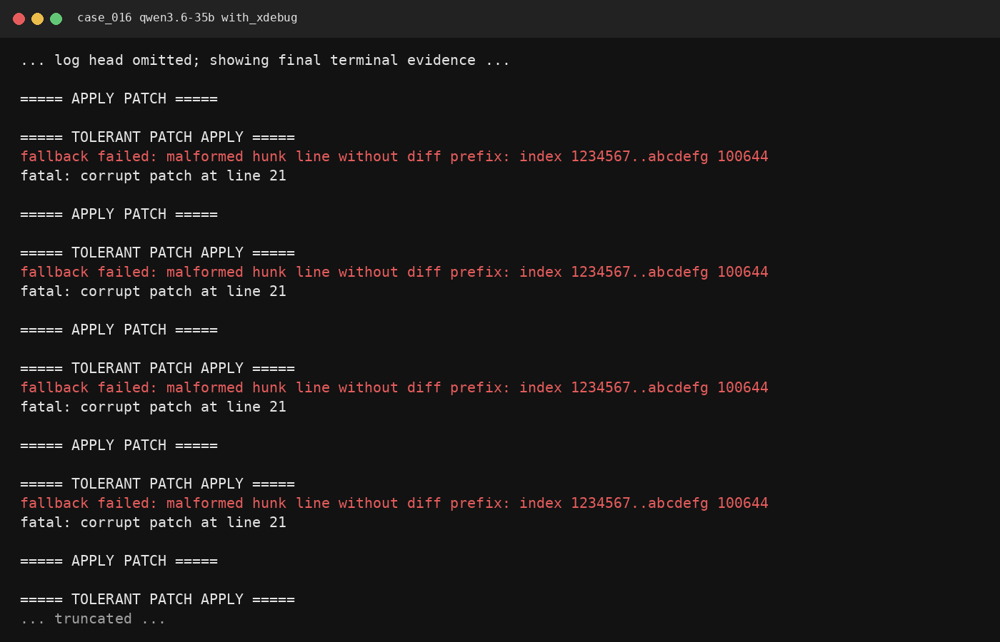 case_016 qwen3.6-35b with_xdebug
... log head omitted; showing final terminal evidence ...
===== APPLY PATCH =====
===== TOLERANT PATCH APPLY =====
fallback failed: malformed hunk line without diff prefix: index 1234567..abcdefg 100644
fatal: corrupt patch at line 21
===== APPLY PATCH =====
===== TOLERANT PATCH APPLY =====
fallback failed: malformed hunk line without diff prefix: index 1234567..abcdefg 100644
fatal: corrupt patch at line 21
===== APPLY PATCH =====
===== TOLERANT PATCH APPLY =====
fallback failed: malformed hunk line without diff prefix: index 1234567..abcdefg 100644
fatal: corrupt patch at line 21
===== APPLY PATCH =====
===== TOLERANT PATCH APPLY =====
fallback failed: malformed hunk line without diff prefix: index 1234567..abcdefg 100644
fatal: corrupt patch at line 21
===== APPLY PATCH =====
===== TOLERANT PATCH APPLY =====
... truncated ...